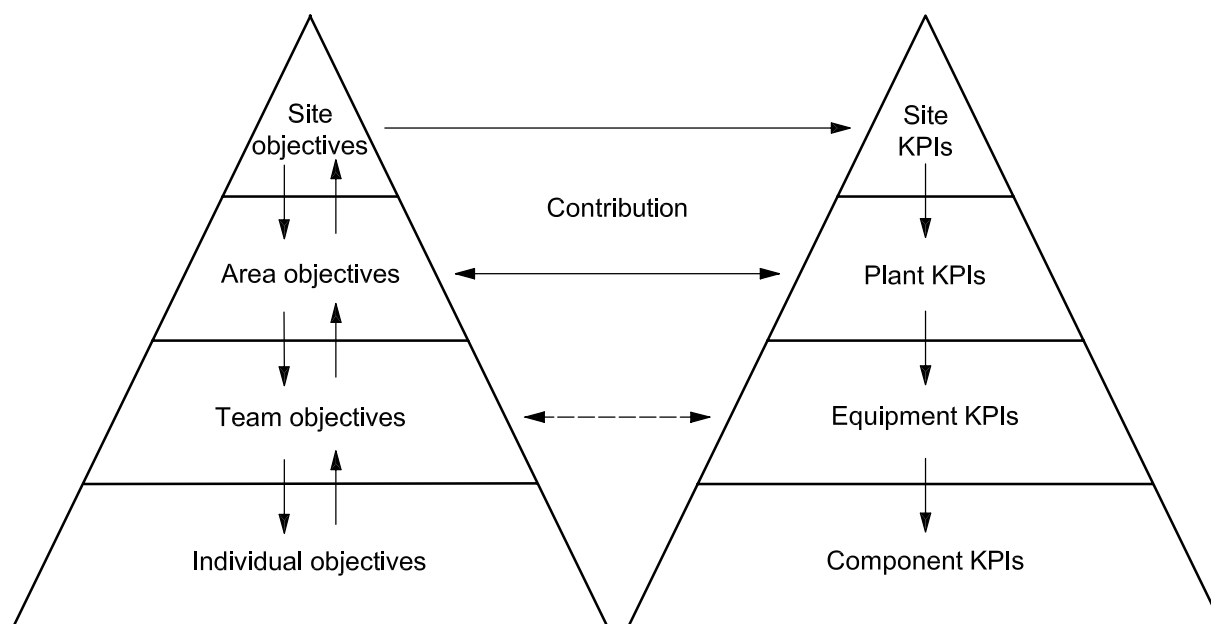 Site
objectives
Site
KPIs
Contribution
Area objectives
Plant KPIs
Team objectives
Equipment KPIs
Individual objectives
Component KPIs